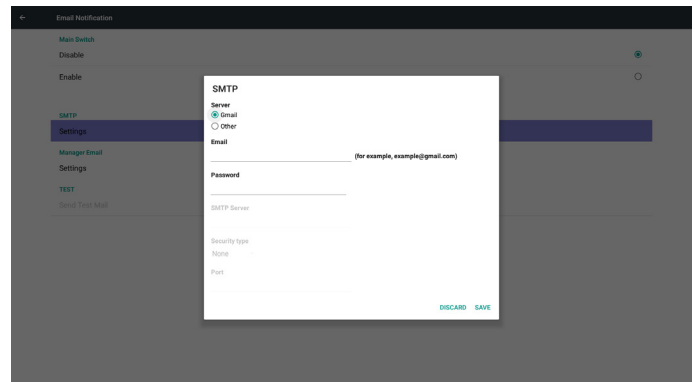 Email Notification
Main Switch
Disable
Enable
SMTP
Settings
Manager Email
Settings
TEST
Send Test Mail
SMTP
Server
Gmail
Other
Email
(for example, example@gmail.com)
Password
SMTP Server
Security type
None
Port
DISCARD SAVE